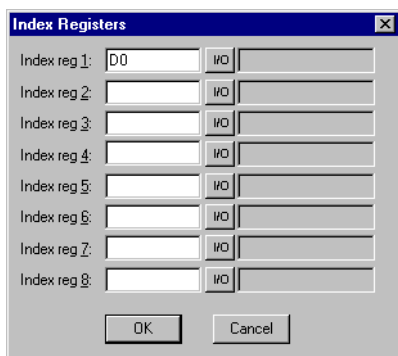 Index Registers
Index reg 1: D0 I/O
Index reg 2: I/O
Index reg 3: I/O
Index reg 4: I/O
Index reg 5: I/O
Index reg 6: I/O
Index reg 7: I/O
Index reg 8: I/O
OK Cancel